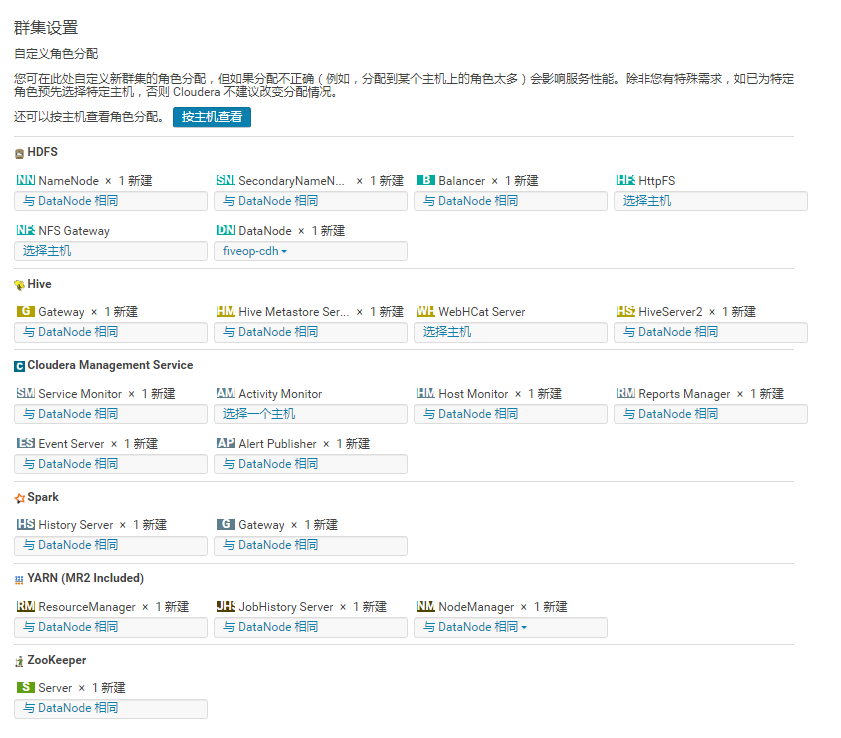 群集设置
自定义角色分配
您可在此处自定义新群集的角色分配，但如果分配不正确（例如，分配到某个主机上的角色太多）会影响服务性能。除非您有特殊需求，如已为特定
角色预先选择特定主机，否则 Cloudera 不建议改变分配情况。
还可以按主机查看角色分配。 按主机查看
HDFS
NN NameNode × 1 新建 SNN SecondaryNameN... × 1 新建 B Balancer × 1 新建 HFS HttpFS
与 DataNode 相同 与 DataNode 相同 与 DataNode 相同 选择主机
NFS NFS Gateway DN DataNode × 1 新建
选择主机 fiveop-cdh
Hive
G Gateway × 1 新建 HMS Hive Metastore Ser... × 1 新建 WHC WebHCat Server HS2 HiveServer2 × 1 新建
与 DataNode 相同 与 DataNode 相同 选择主机 与 DataNode 相同
C Cloudera Management Service
SM Service Monitor × 1 新建 AM Activity Monitor HM Host Monitor × 1 新建 RM Reports Manager × 1 新建
与 DataNode 相同 选择一个主机 与 DataNode 相同 与 DataNode 相同
ES Event Server × 1 新建 AP Alert Publisher × 1 新建
与 DataNode 相同 与 DataNode 相同
Spark
HS History Server × 1 新建 G Gateway × 1 新建
与 DataNode 相同 与 DataNode 相同
YARN (MR2 Included)
RM ResourceManager × 1 新建 JHS JobHistory Server × 1 新建 NM NodeManager × 1 新建
与 DataNode 相同 与 DataNode 相同 与 DataNode 相同
ZooKeeper
S Server × 1 新建
与 DataNode 相同